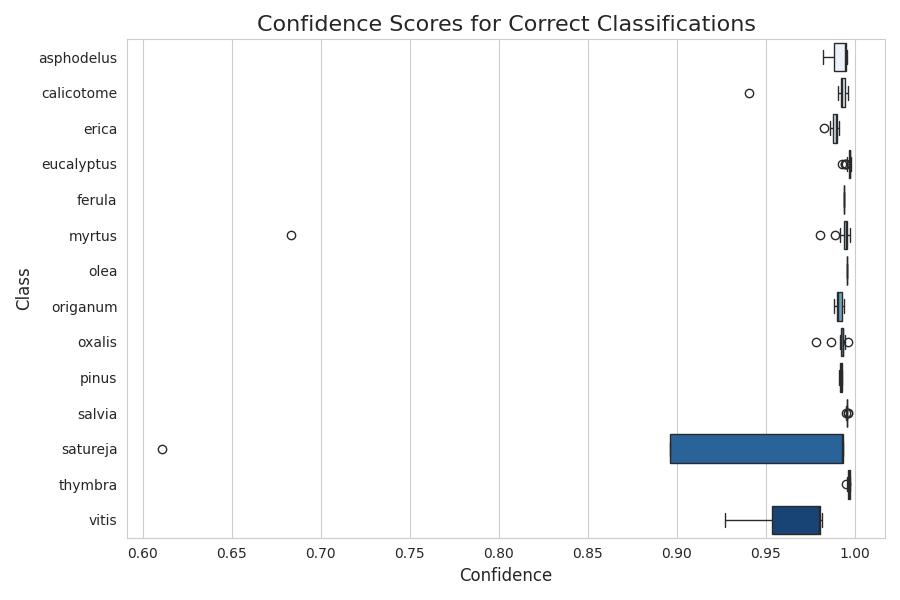 Confidence Scores for Correct Classifications
asphodelus
calicotome
erica
eucalyptus
ferula
myrtus
olea
origanum
oxalis
pinus
salvia
satureja
thymbra
vitis
Class
0.60 0.65 0.70 0.75 0.80 0.85 0.90 0.95 1.00
Confidence